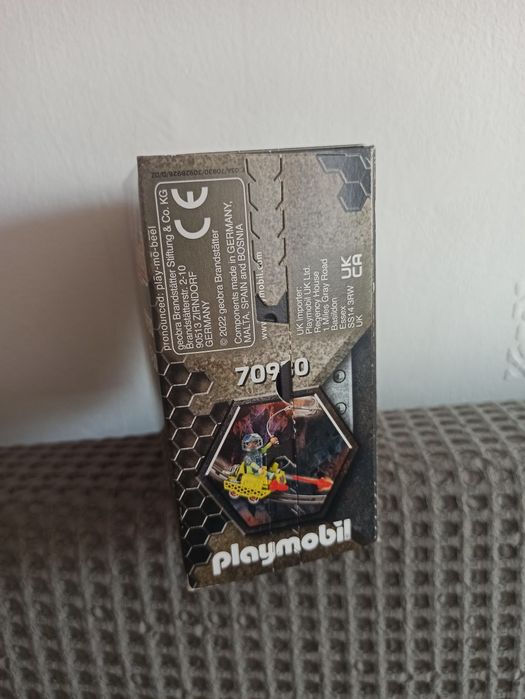 pronounced: play-mo-beel
geobra Brandstätter Stiftung & Co. KG
Brandstätterstr. 2-10
90513 ZIRNDORF
GERMANY
© 2022 geobra Brandstätter
Components made in GERMANY,
MALTA, SPAIN and BOSNIA
CE
UK Importer:
Playmobil UK Ltd.
Regency House
1 Miles Gray Road
Basildon
Essex
SS14 3RW
UK
UK
CA
playmobil